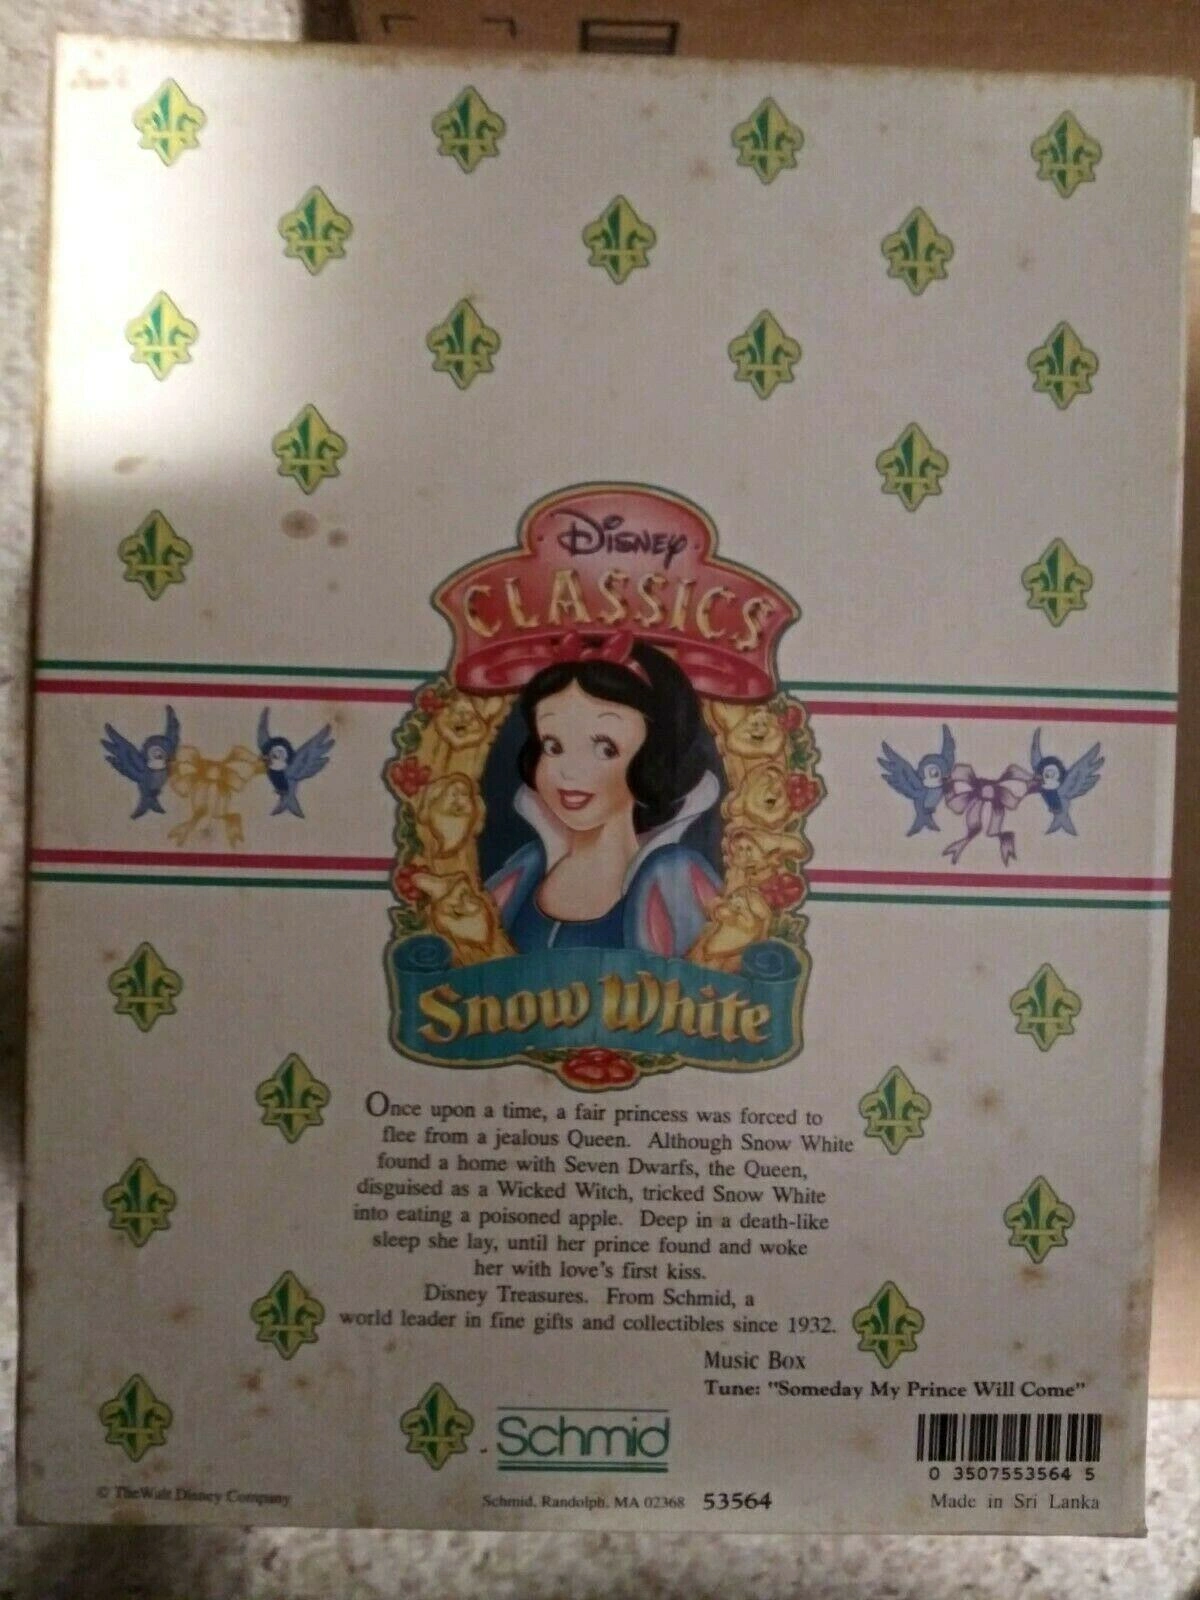 Disney
CLASSICS
Snow White
Once upon a time, a fair princess was forced to
flee from a jealous Queen. Although Snow White
found a home with Seven Dwarfs, the Queen,
disguised as a Wicked Witch, tricked Snow White
into eating a poisoned apple. Deep in a death-like
sleep she lay, until her prince found and woke
her with love's first kiss.
Disney Treasures. From Schmid, a
world leader in fine gifts and collectibles since 1932.
Music Box
Tune: "Someday My Prince Will Come"
Schmid
0 3507553564 5
© The Walt Disney Company
Schmid, Randolph, MA 02368 53564
Made in Sri Lanka